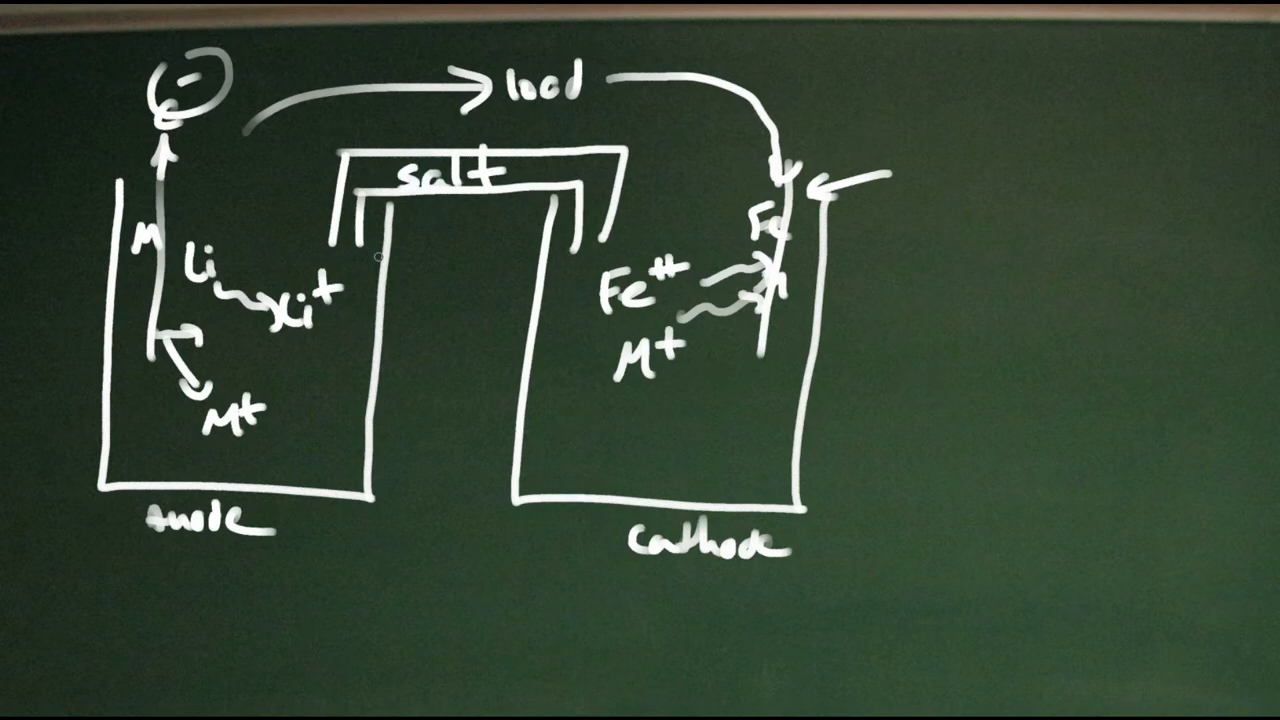 -
load
salt
M
Li
Li+
M+
Fe
Fe++
M+
M
Anode
Cathode